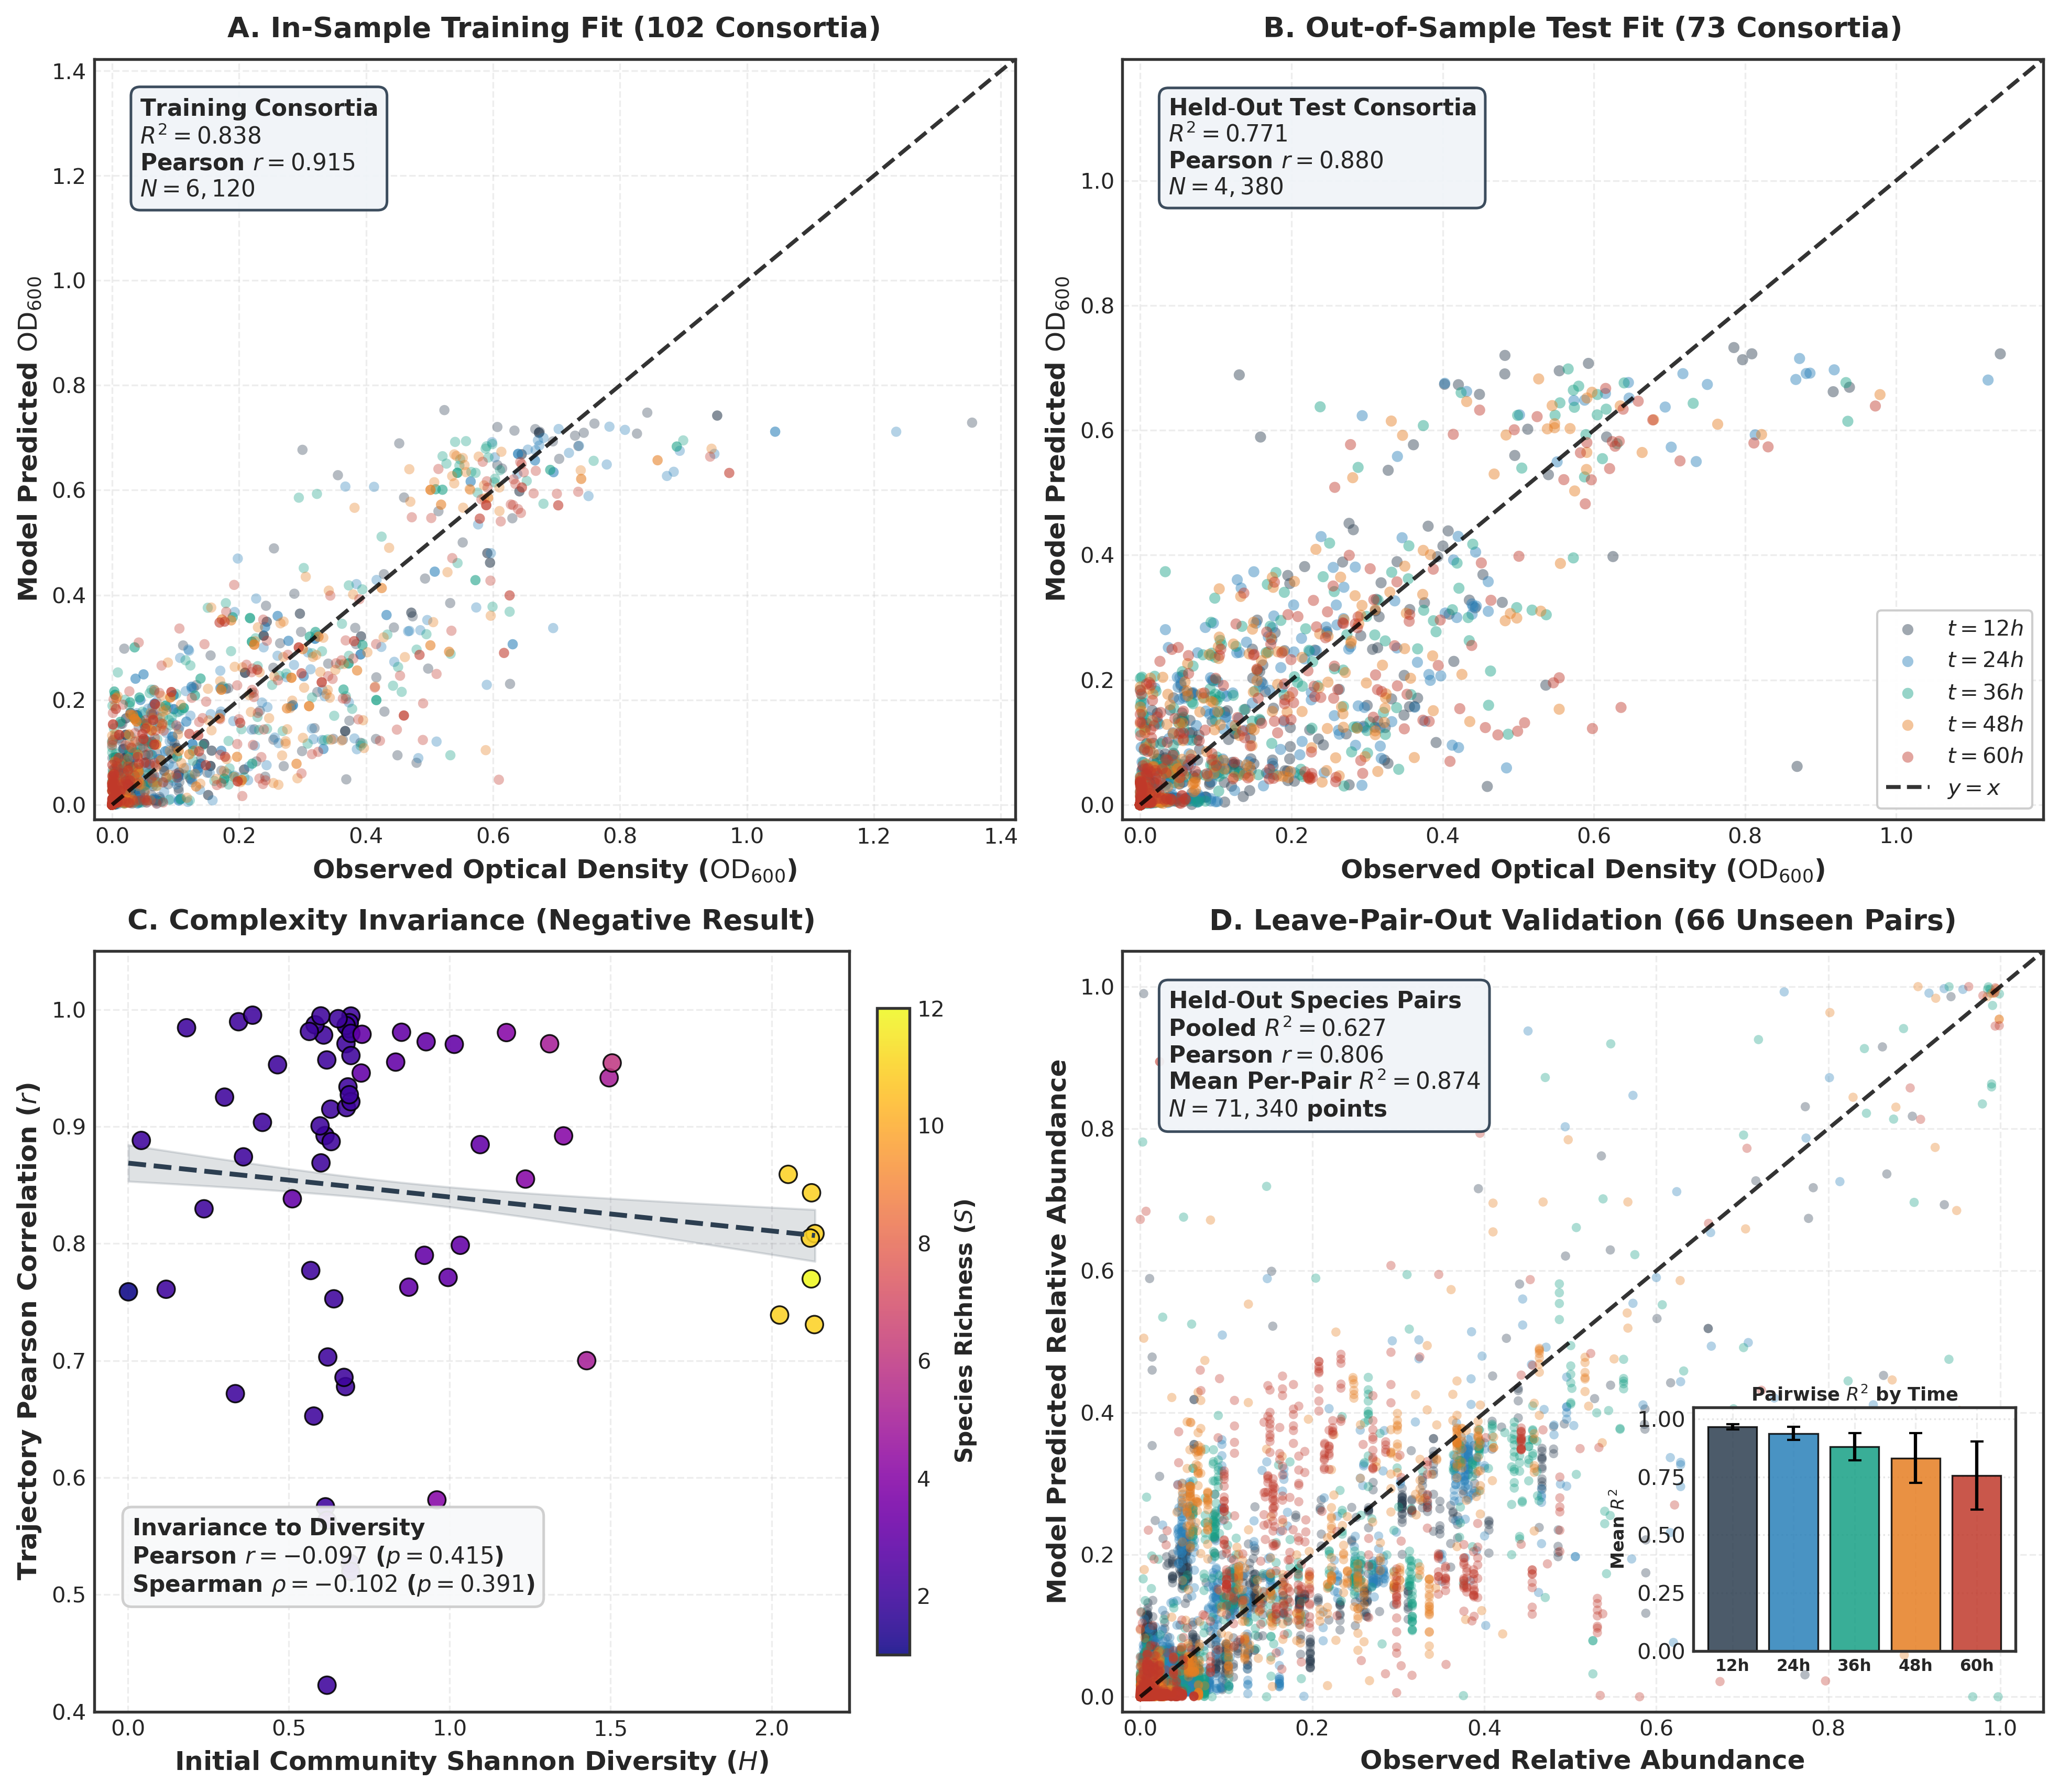 A. In-Sample Training Fit (102 Consortia)
Training Consortia
R² = 0.838
Pearson r = 0.915
N = 6,120
Model Predicted OD₆₀₀
1.4
1.2
1.0
0.8
0.6
0.4
0.2
0.0
0.0 0.2 0.4 0.6 0.8 1.0 1.2 1.4
Observed Optical Density (OD₆₀₀)
B. Out-of-Sample Test Fit (73 Consortia)
Held-Out Test Consortia
R² = 0.771
Pearson r = 0.880
N = 4,380
Model Predicted OD₆₀₀
1.0
0.8
0.6
0.4
0.2
0.0
t = 12h
t = 24h
t = 36h
t = 48h
t = 60h
y = x
0.0 0.2 0.4 0.6 0.8 1.0
Observed Optical Density (OD₆₀₀)
C. Complexity Invariance (Negative Result)
Trajectory Pearson Correlation (r)
1.0
0.9
0.8
0.7
0.6
0.5
0.4
Invariance to Diversity
Pearson r = −0.097 (p = 0.415)
Spearman ρ = −0.102 (p = 0.391)
0.0 0.5 1.0 1.5 2.0
Initial Community Shannon Diversity (H)
12
10
8
6
4
2
Species Richness (S)
D. Leave-Pair-Out Validation (66 Unseen Pairs)
Held-Out Species Pairs
Pooled R² = 0.627
Pearson r = 0.806
Mean Per-Pair R² = 0.874
N = 71,340 points
Model Predicted Relative Abundance
1.0
0.8
0.6
0.4
0.2
0.0
Pairwise R² by Time
Mean R²
1.00
0.75
0.50
0.25
0.00
12h 24h 36h 48h 60h
0.0 0.2 0.4 0.6 0.8 1.0
Observed Relative Abundance